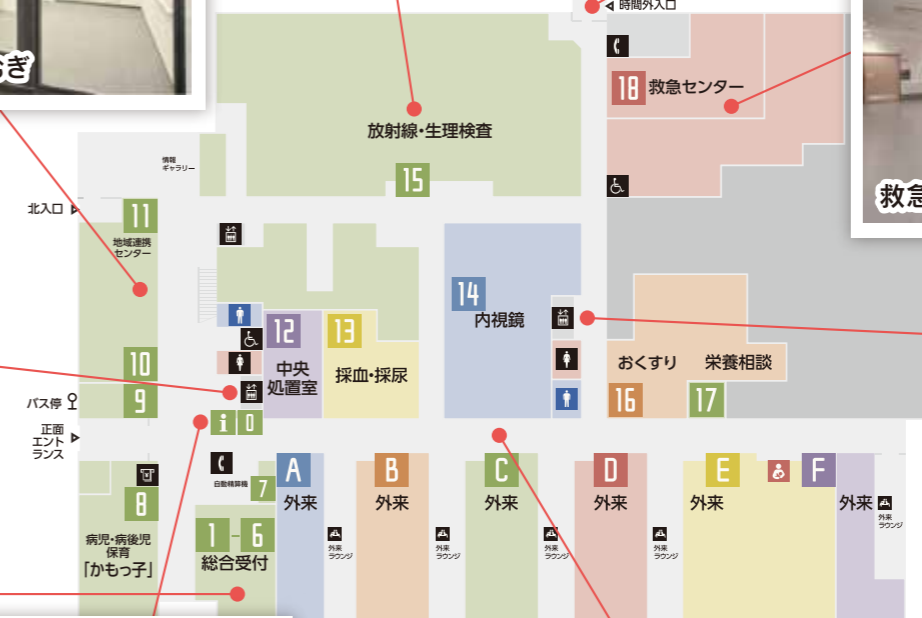 時間外入口
18 救急センター
放射線・生理検査
15
情報
ギャラリー
救急
北入口
11
地域連携
センター
14
内視鏡
12
中央
処置室
13
採血・採尿
10
9
バス停
正面
エント
ランス
i 0
おくすり
栄養相談
16
17
8
病児・病後児
保育
「かもっ子」
自動精算機
7
1 - 6
総合受付
A
外来
外来
ラウンジ
B
外来
外来
ラウンジ
C
外来
外来
ラウンジ
D
外来
外来
ラウンジ
E
外来
F
外来
外来
ラウンジ